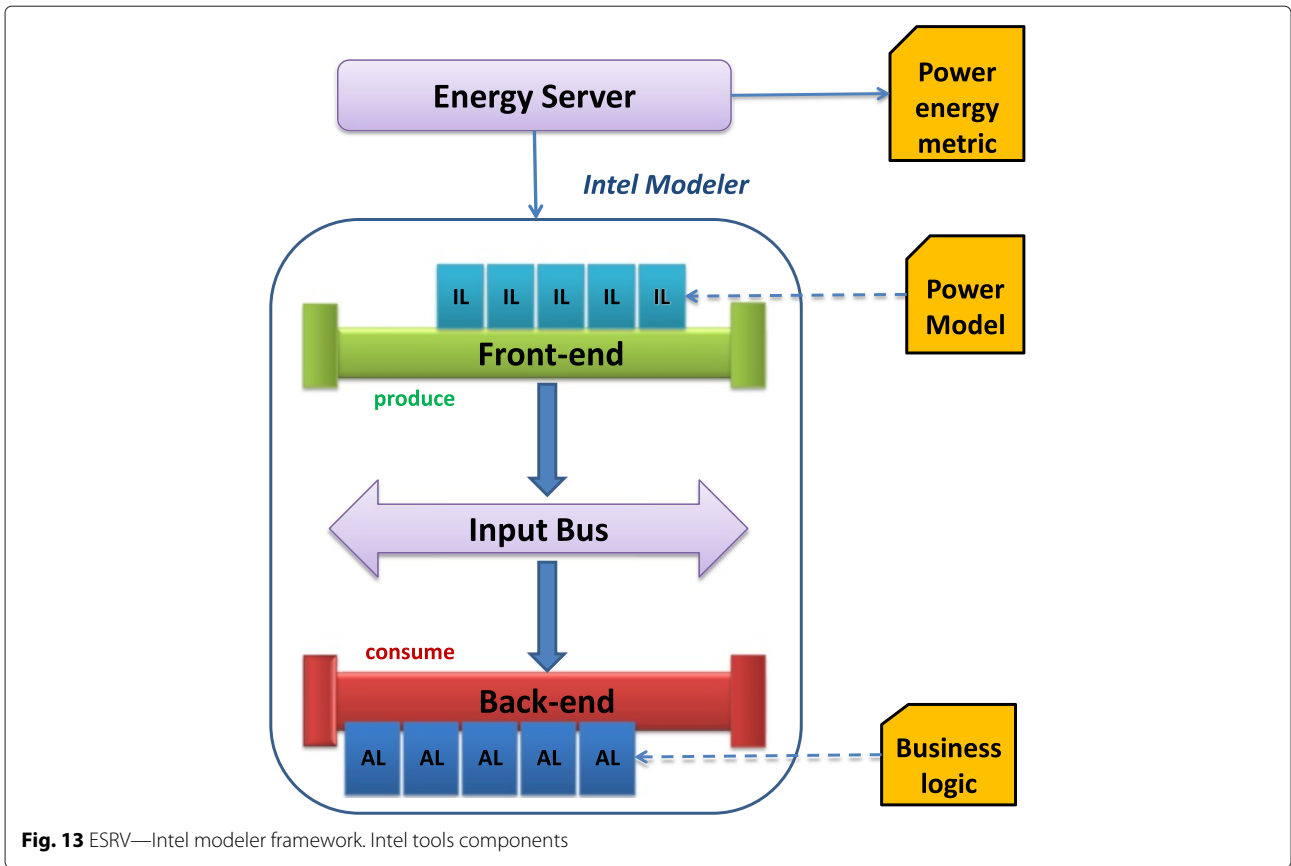 Energy Server
Power
energy
metric
Intel Modeler
IL IL IL IL IL
Power
Model
Front-end
produce
Input Bus
consume
Back-end
AL AL AL AL AL
Business
logic
Fig. 13 ESRV—Intel modeler framework. Intel tools components